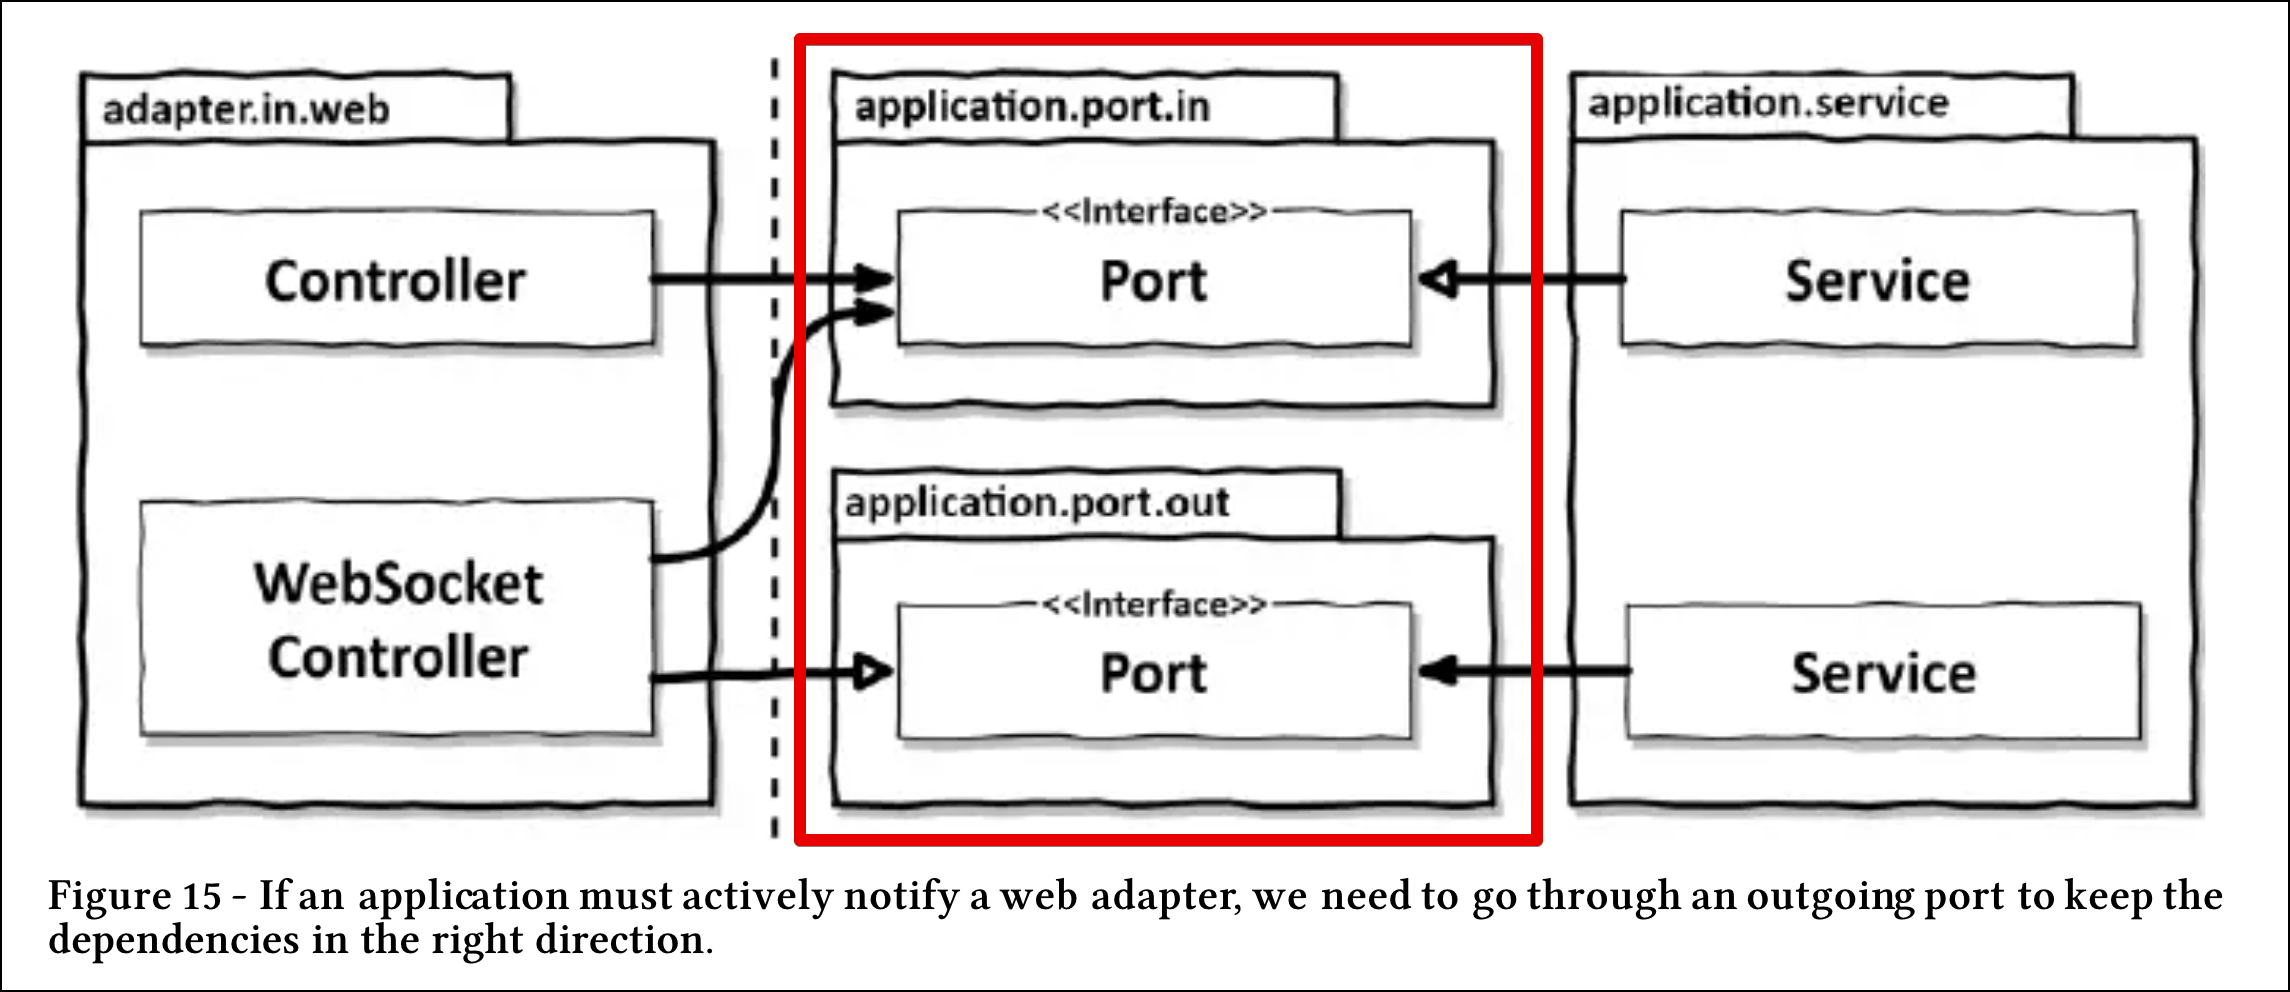 adapter.in.web
application.port.in
application.service
<<Interface>>
Controller
Port
Service
application.port.out
<<Interface>>
WebSocket
Controller
Port
Service
Figure 15 - If an application must actively notify a web adapter, we need to go through an outgoing port to keep the
dependencies in the right direction.